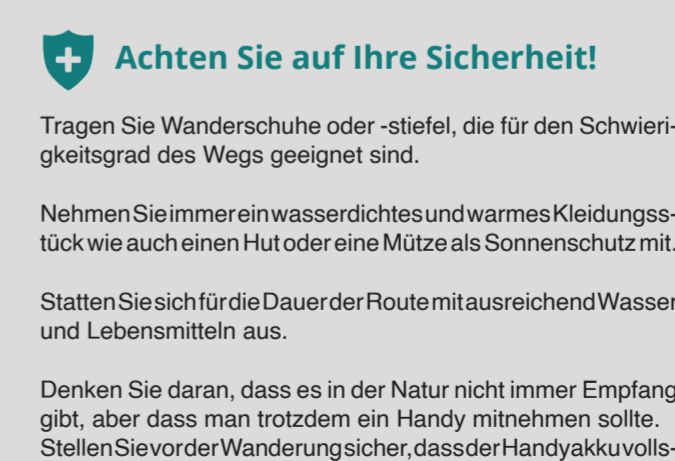 Achten Sie auf Ihre Sicherheit!
Tragen Sie Wanderschuhe oder -stiefel, die für den Schwieri-
gkeitsgrad des Wegs geeignet sind.
Nehmen Sie immer ein wasserdichtes und warmes Kleidungss-
tück wie auch einen Hut oder eine Mütze als Sonnenschutz mit.
Statten Sie sich für die Dauer der Route mit ausreichend Wasser
und Lebensmitteln aus.
Denken Sie daran, dass es in der Natur nicht immer Empfang
gibt, aber dass man trotzdem ein Handy mitnehmen sollte.
Stellen Sie vor der Wanderung sicher, dass der Handyakku volls-